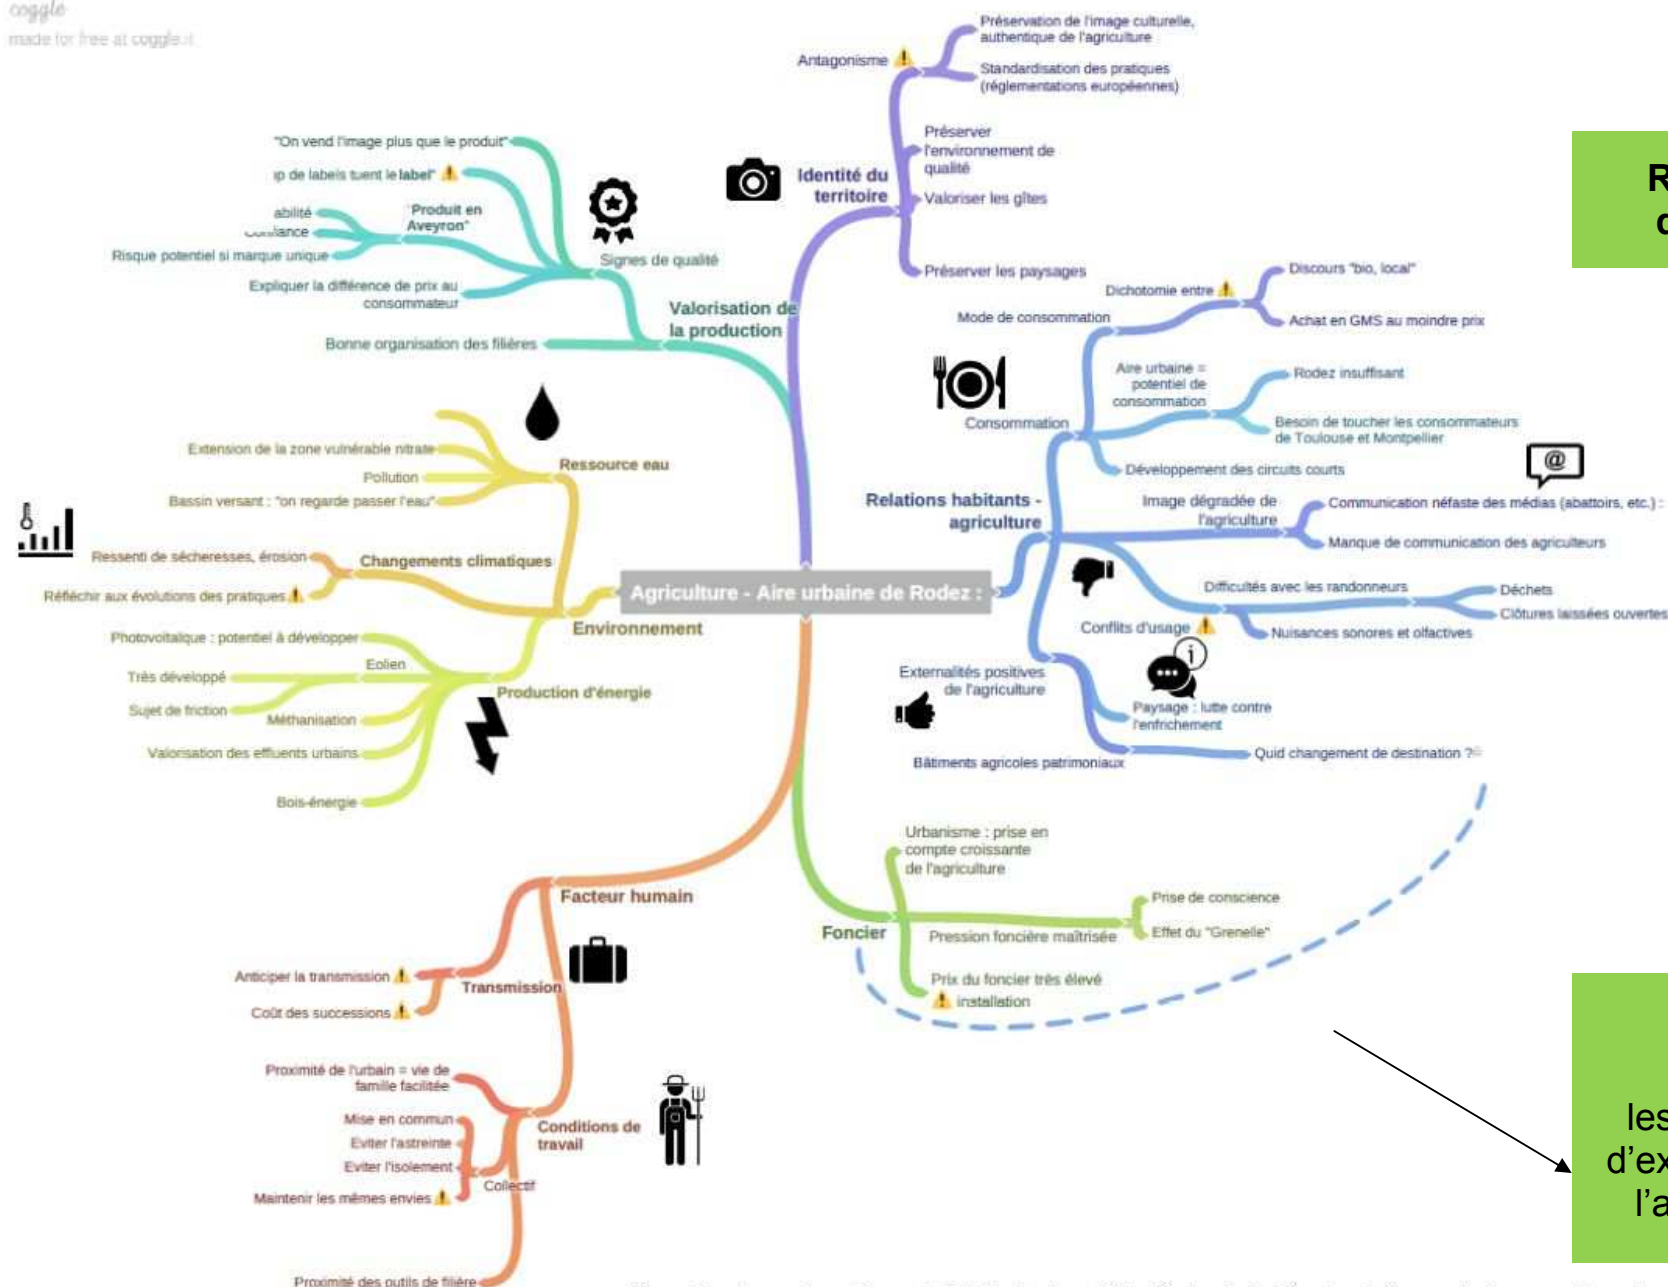 coggle
made for free at coggle.it
Antagonisme
Préservation de l'image culturelle,
authentique de l'agriculture
Standardisation des pratiques
(réglementations européennes)
Préserver
l'environnement de
qualité
Identité du
territoire
Valoriser les gîtes
Préserver les paysages
"On vend l'image plus que le produit"
p de labels tuent le label"
"Produit en
Aveyron"
abilité
Confiance
Risque potentiel si marque unique
Expliquer la différence de prix au
consommateur
Signes de qualité
Valorisation de
la production
Bonne organisation des filières
Extension de la zone vulnérable nitrate
Pollution
Bassin versant : "on regarde passer l'eau"
Ressource eau
Ressenti de sécheresses, érosion
Réfléchir aux évolutions des pratiques
Changements climatiques
Environnement
Photovoltaïque : potentiel à développer
Eolien
Très développé
Sujet de friction
Méthanisation
Valorisation des effluents urbains
Bois-énergie
Production d'énergie
Agriculture - Aire urbaine de Rodez :
Mode de consommation
Dichotomie entre
Discours "bio, local"
Achat en GMS au moindre prix
Aire urbaine =
potentiel de
consommation
Rodez insuffisant
Besoin de toucher les consommateurs
de Toulouse et Montpellier
Consommation
Développement des circuits courts
Relations habitants -
agriculture
Image dégradée de
l'agriculture
Communication néfaste des médias (abattoirs, etc.) :
Manque de communication des agriculteurs
Conflits d'usage
Difficultés avec les randonneurs
Déchets
Clôtures laissées ouvertes
Nuisances sonores et olfactives
Externalités positives
de l'agriculture
Paysage : lutte contre
l'enfrichement
Bâtiments agricoles patrimoniaux
Quid changement de destination ?
Facteur humain
Transmission
Anticiper la transmission
Coût des successions
Proximité de l'urbain = vie de
famille facilitée
Mise en commun
Eviter l'astreinte
Eviter l'isolement
Maintenir les mêmes envies
Collectif
Conditions de
travail
Proximité des outils de filière
Foncier
Urbanisme : prise en
compte croissante
de l'agriculture
Pression foncière maîtrisée
Prise de conscience
Effet du "Grenelle"
Prix du foncier très élevé
installation
R
d
les
d'ex
l'a